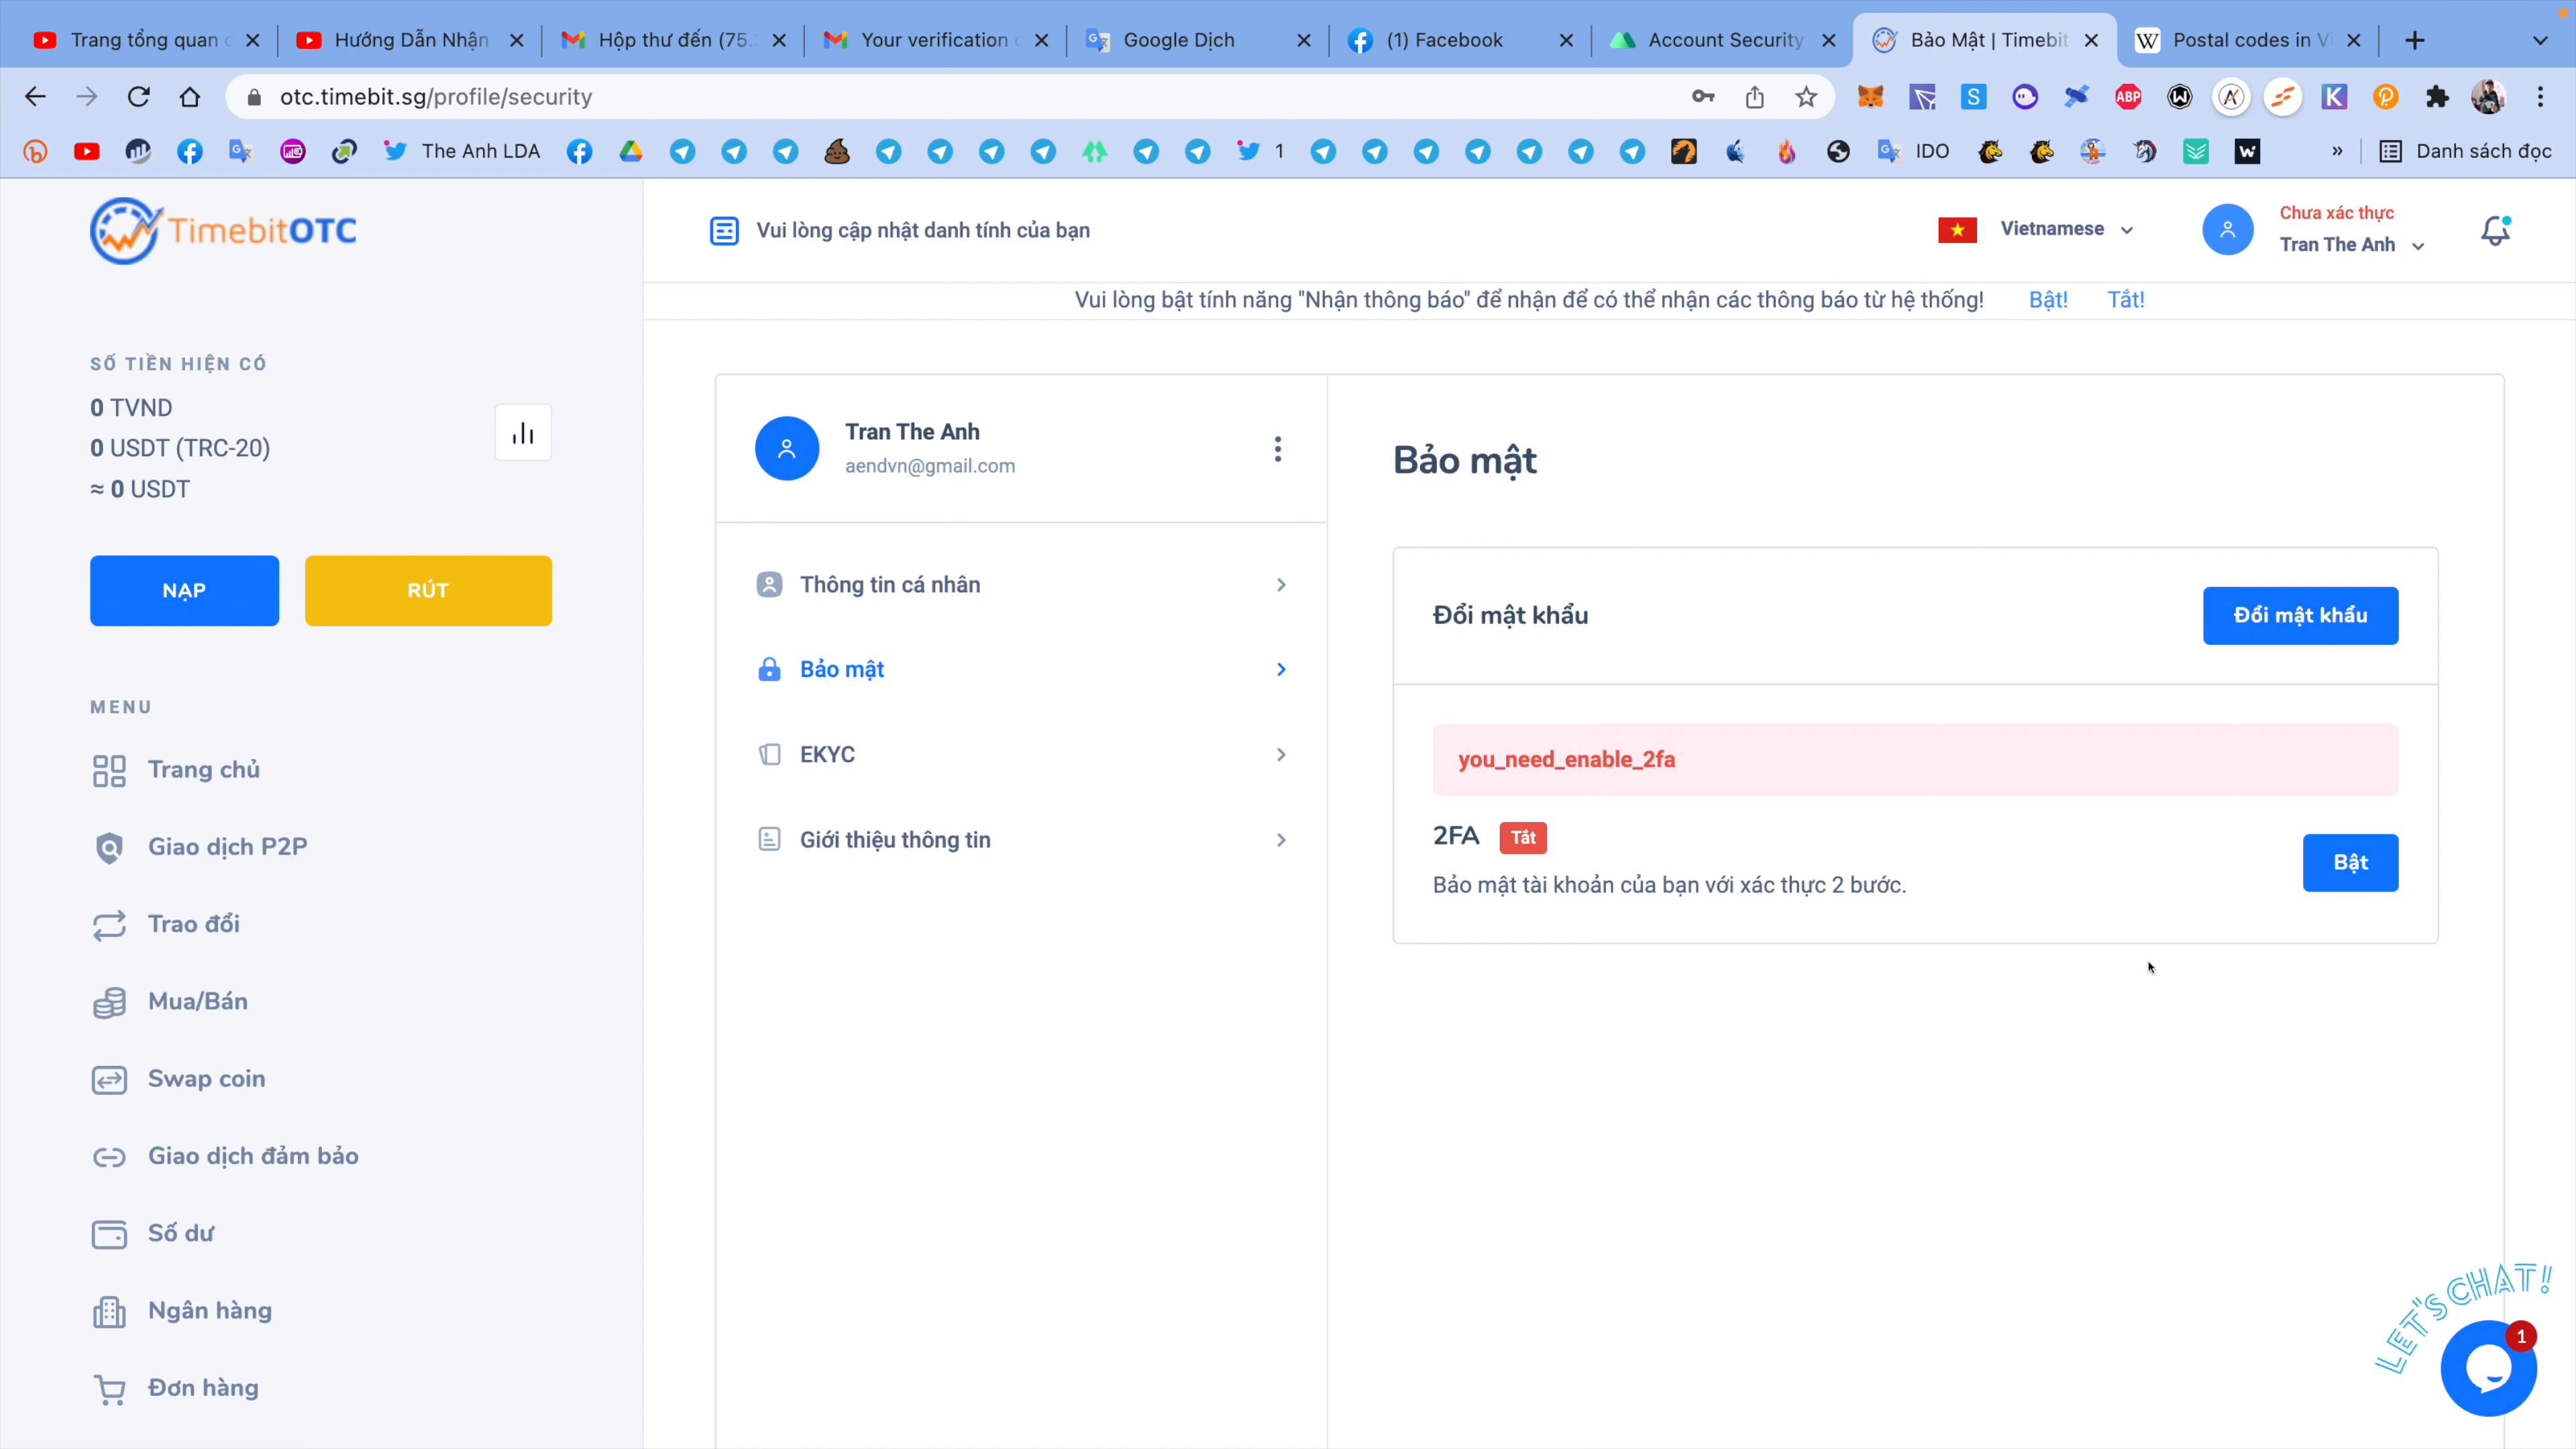 Trang tổng quan
Hướng Dẫn Nhận
Hộp thư đến (75.
Your verification
Google Dịch
(1) Facebook
Account Security
Bảo Mật | Timebit
Postal codes in V
otc.timebit.sg/profile/security
The Anh LDA
1
IDO
Danh sách đọc
TimebitOTC
Vui lòng cập nhật danh tính của bạn
Vietnamese
Chưa xác thực
Tran The Anh
Vui lòng bật tính năng "Nhận thông báo" để nhận để có thể nhận các thông báo từ hệ thống! Bật! Tắt!
SỐ TIỀN HIỆN CÓ
0 TVND
0 USDT (TRC-20)
≈ 0 USDT
NẠP
RÚT
MENU
Trang chủ
Giao dịch P2P
Trao đổi
Mua/Bán
Swap coin
Giao dịch đảm bảo
Số dư
Ngân hàng
Đơn hàng
Tran The Anh
aendvn@gmail.com
Thông tin cá nhân
Bảo mật
EKYC
Giới thiệu thông tin
Bảo mật
Đổi mật khẩu
Đổi mật khẩu
you_need_enable_2fa
2FA Tắt
Bảo mật tài khoản của bạn với xác thực 2 bước.
Bật
LET'S CHAT!
1